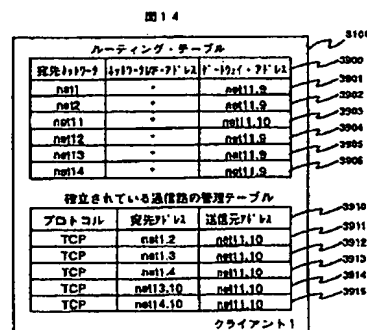 図14
3108
ルーティング・テーブル
3900
宛先ネットワーク ネットワークI/F・アドレス ゲートウェイ・アドレス
net1 * net11.9 3901
net2 * net11.9 3902
net11 * net11.10 3903
net12 * net11.9 3904
net13 * net11.9 3905
net14 * net11.9 3906
確立されている通信路の管理テーブル
プロトコル 宛先アドレス 送信元アドレス 3910
TCP net1.2 net11.10 3911
TCP net1.3 net11.10 3912
TCP net1.4 net11.10 3913
TCP net13.10 net11.10 3914
TCP net14.10 net11.10 3915
クライアント1